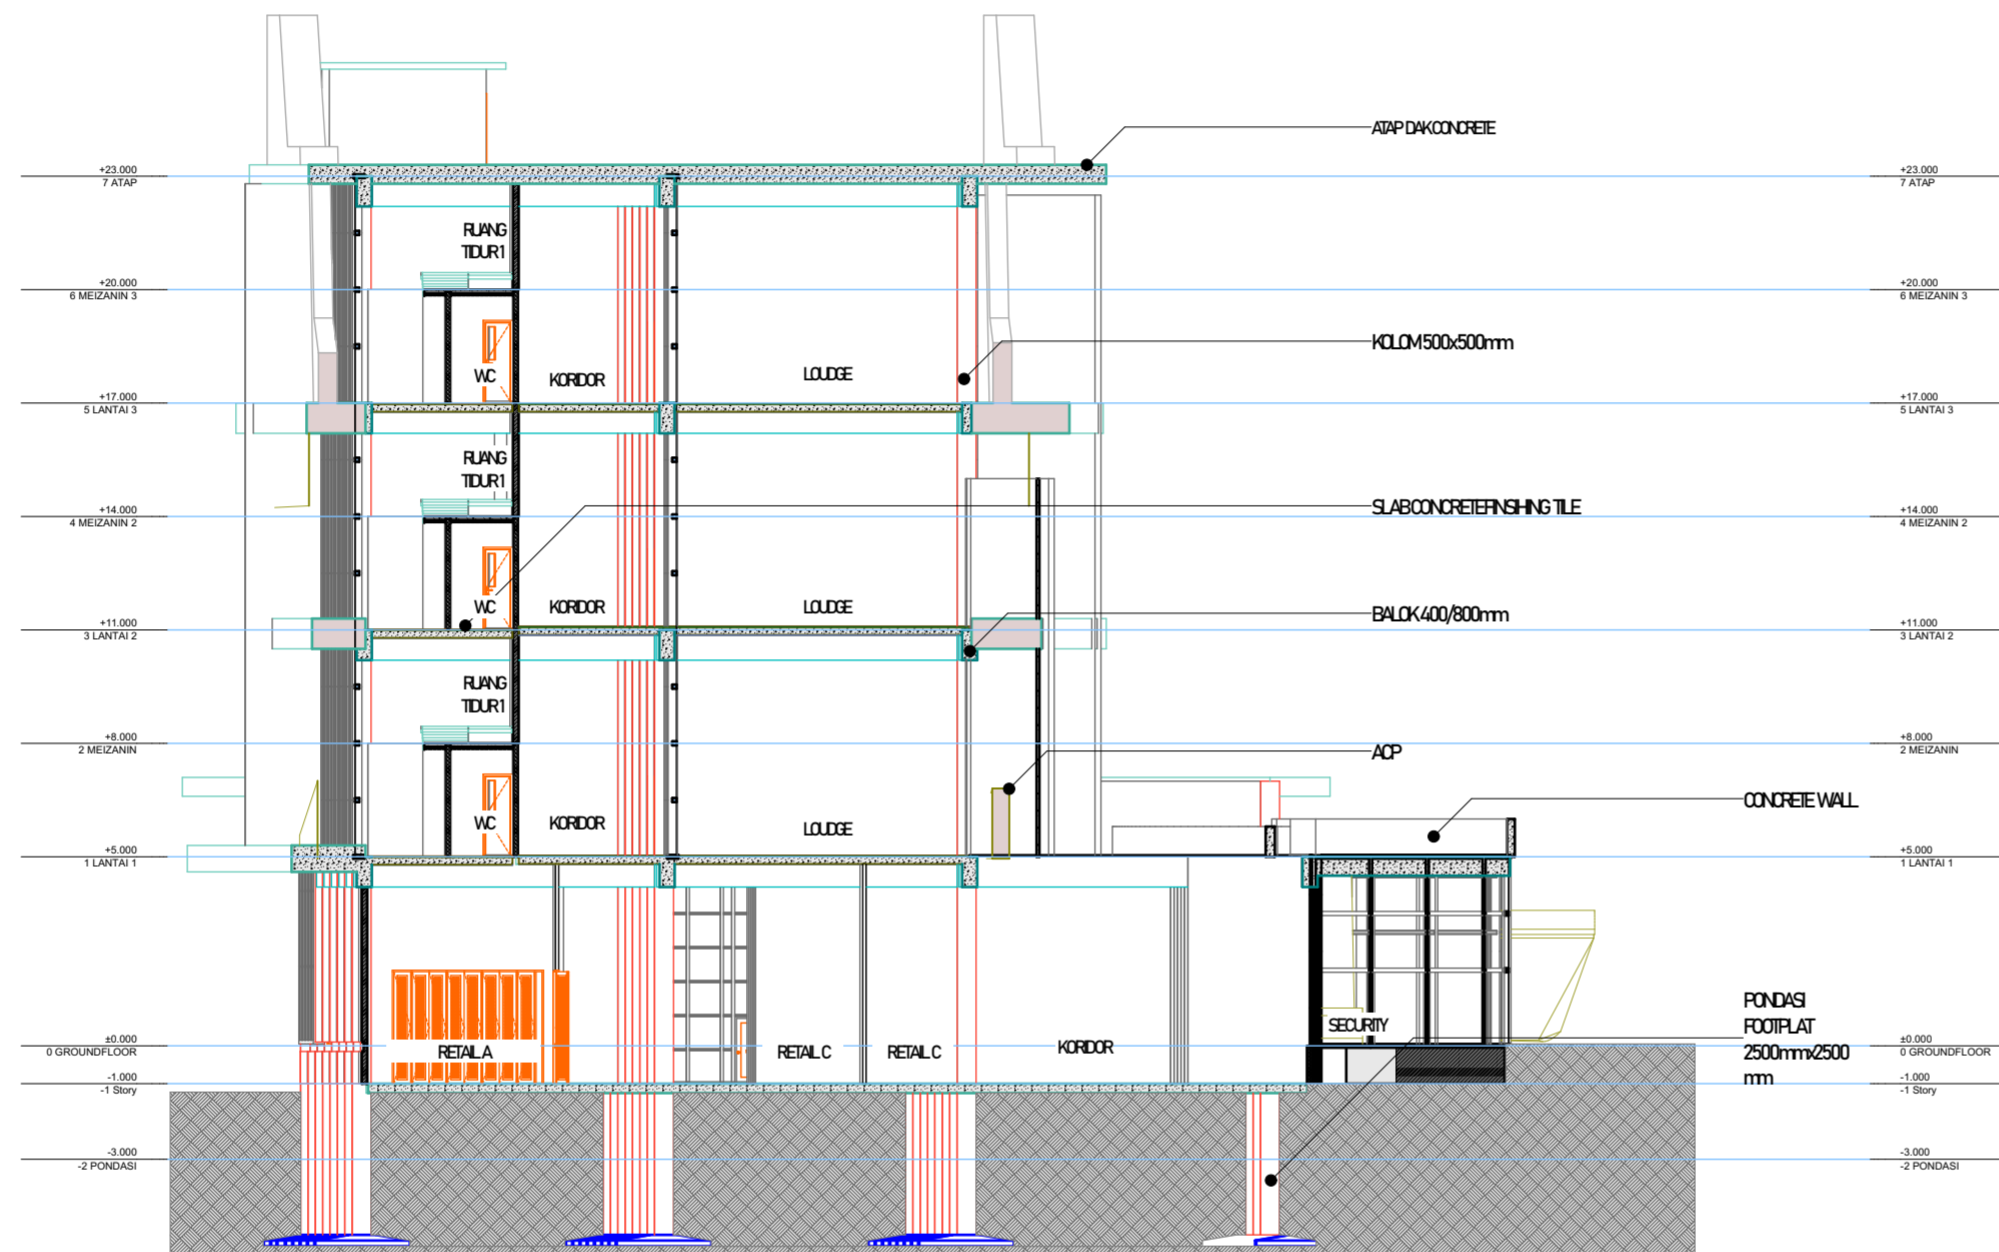 ATAP DAK CONCRETE
+23.000
7 ATAP
+23.000
7 ATAP
RUANG
TIDUR 1
+20.000
6 MEIZANIN 3
+20.000
6 MEIZANIN 3
KOLOM 500x500mm
WC
KORIDOR
LOUDGE
+17.000
5 LANTAI 3
+17.000
5 LANTAI 3
RUANG
TIDUR 1
SLAB CONCRETE FINSIHING TILE
+14.000
4 MEIZANIN 2
+14.000
4 MEIZANIN 2
WC
KORIDOR
LOUDGE
BALOK 400/800mm
+11.000
3 LANTAI 2
+11.000
3 LANTAI 2
RUANG
TIDUR 1
+8.000
2 MEIZANIN
+8.000
2 MEIZANIN
ACP
CONCRETE WALL
WC
KORIDOR
LOUDGE
+5.000
1 LANTAI 1
+5.000
1 LANTAI 1
PONDASI
FOOTPLAT
2500mmx2500
mm
SECURITY
±0.000
0 GROUNDFLOOR
RETAIL A
RETAIL C
RETAIL C
KORIDOR
±0.000
0 GROUNDFLOOR
-1.000
-1 Story
-1.000
-1 Story
-3.000
-2 PONDASI
-3.000
-2 PONDASI